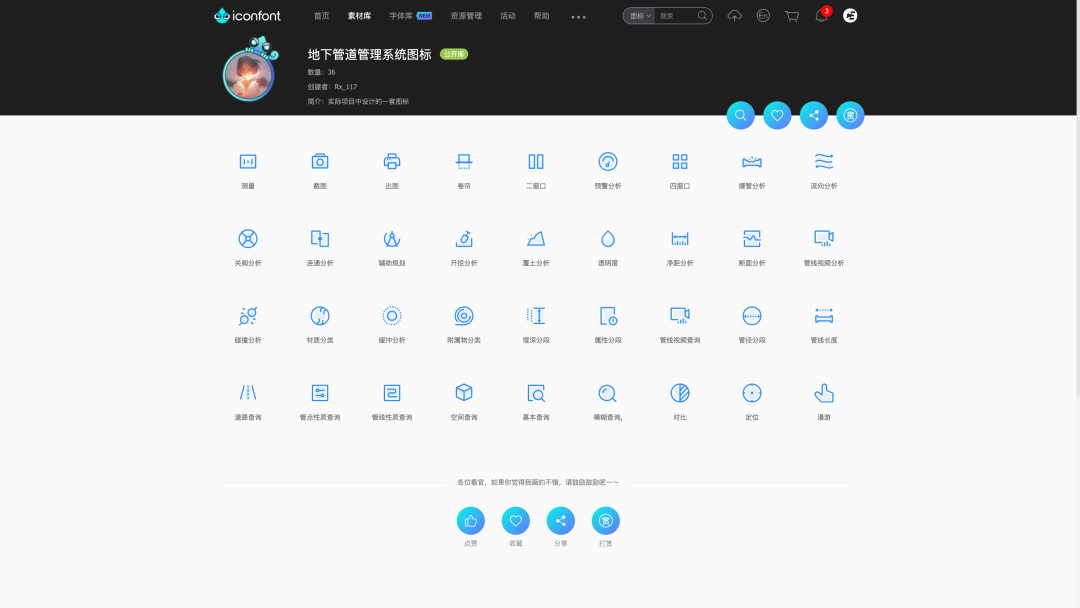 iconfont 首页 素材库 字体库 NEW 资源管理 活动 帮助 图标 搜索 En 3
地下管道管理系统图标 公开库
数量：36
创建者：Rx_117
简介：实际项目中设计的一套图标
赏
测量 截图 出图 卷帘 二窗口 预警分析 四窗口 爆管分析 流向分析
关阀分析 连通分析 辅助规划 开挖分析 覆土分析 透明度 净距分析 断面分析 管线视频分析
碰撞分析 材质分类 缓冲分析 附属物分类 埋深分段 属性分段 管线视频查询 管径分段 管线长度
道路查询 管点性质查询 管线性质查询 空间查询 基本查询 模糊查询, 对比 定位 漫游
各位看官，如果你觉得我画的不错，请鼓励鼓励吧～～
赏
点赞 收藏 分享 打赏